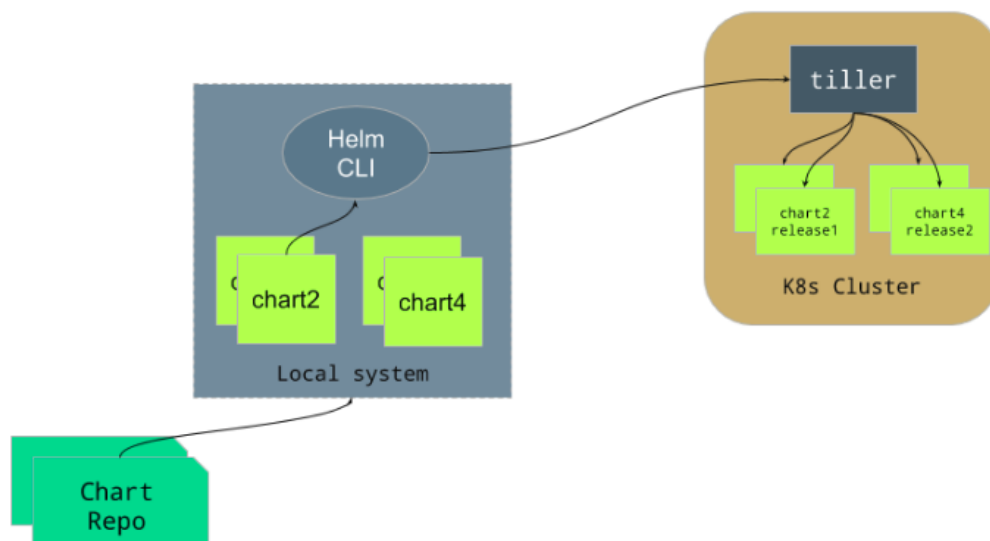 tiller
Helm
CLI
chart2
release1
chart4
release2
K8s Cluster
chart2
chart4
Local system
Chart
Repo